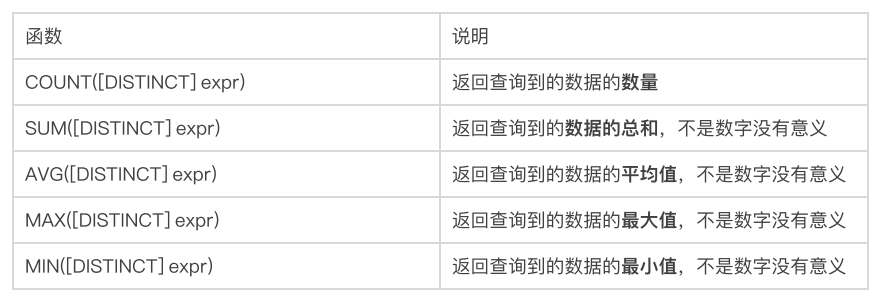 函数 说明
COUNT([DISTINCT] expr) 返回查询到的数据的数量
SUM([DISTINCT] expr) 返回查询到的数据的总和，不是数字没有意义
AVG([DISTINCT] expr) 返回查询到的数据的平均值，不是数字没有意义
MAX([DISTINCT] expr) 返回查询到的数据的最大值，不是数字没有意义
MIN([DISTINCT] expr) 返回查询到的数据的最小值，不是数字没有意义